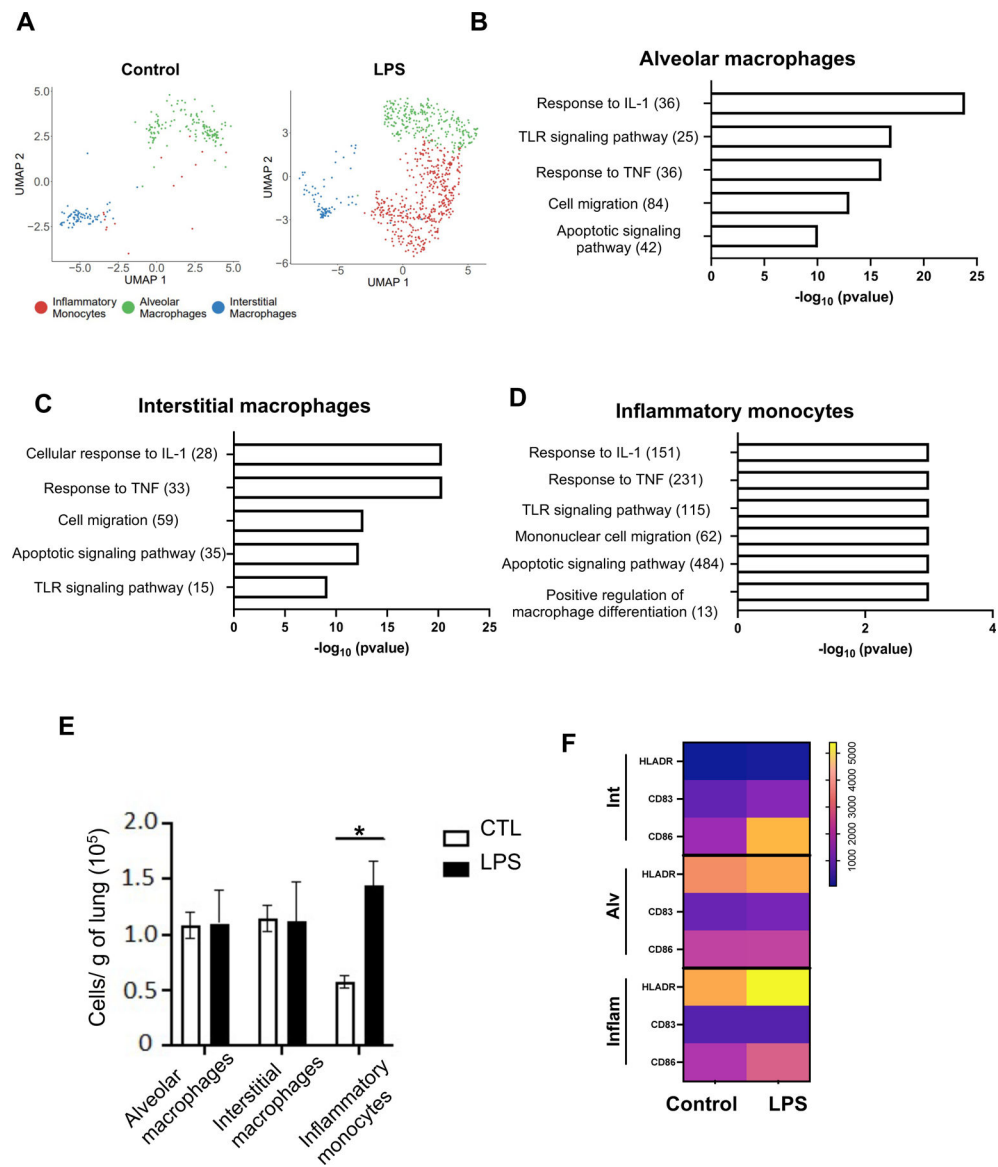 A
Control
LPS
UMAP 2
5.0
2.5
0.0
−2.5
−5.0
−2.5
0.0
2.5
5.0
UMAP 1
UMAP 2
3
0
−3
−6
−5
0
5
UMAP 1
Inflammatory
Monocytes
Alveolar
Macrophages
Interstitial
Macrophages
B
Alveolar macrophages
Response to IL-1 (36)
TLR signaling pathway (25)
Response to TNF (36)
Cell migration (84)
Apoptotic signaling
pathway (42)
0 5 10 15 20 25
-log10 (pvalue)
C
Interstitial macrophages
Cellular response to IL-1 (28)
Response to TNF (33)
Cell migration (59)
Apoptotic signaling pathway (35)
TLR signaling pathway (15)
0 5 10 15 20 25
-log10 (pvalue)
D
Inflammatory monocytes
Response to IL-1 (151)
Response to TNF (231)
TLR signaling pathway (115)
Mononuclear cell migration (62)
Apoptotic signaling pathway (484)
Positive regulation of
macrophage differentiation (13)
0 2 4
-log10 (pvalue)
E
Cells/ g of lung (10⁵)
2.0
1.5
1.0
0.5
0
*
CTL
LPS
Alveolar
macrophages
Interstitial
macrophages
Inflammatory
monocytes
F
Int
HLADR
CD83
CD86
Alv
HLADR
CD83
CD86
Inflam
HLADR
CD83
CD86
Control
LPS
5000
4000
3000
2000
1000